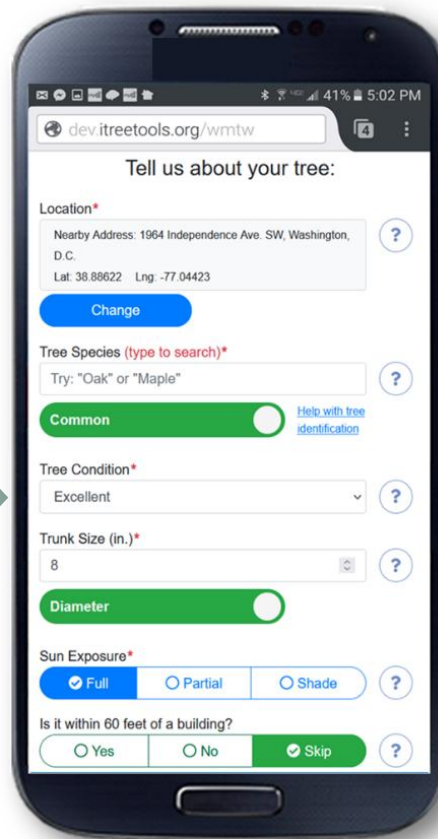 41% 5:02 PM
dev.itreetools.org/wmtw
4
Tell us about your tree:
Location*
?
Nearby Address: 1964 Independence Ave. SW, Washington,
D.C.
Lat: 38.88622 Lng: -77.04423
Change
Tree Species (type to search)*
Try: "Oak" or "Maple"
?
Common
Help with tree
identification
Tree Condition*
Excellent
?
Trunk Size (in.)*
8
?
Diameter
Sun Exposure*
Full Partial Shade
?
Is it within 60 feet of a building?
Yes No Skip
?